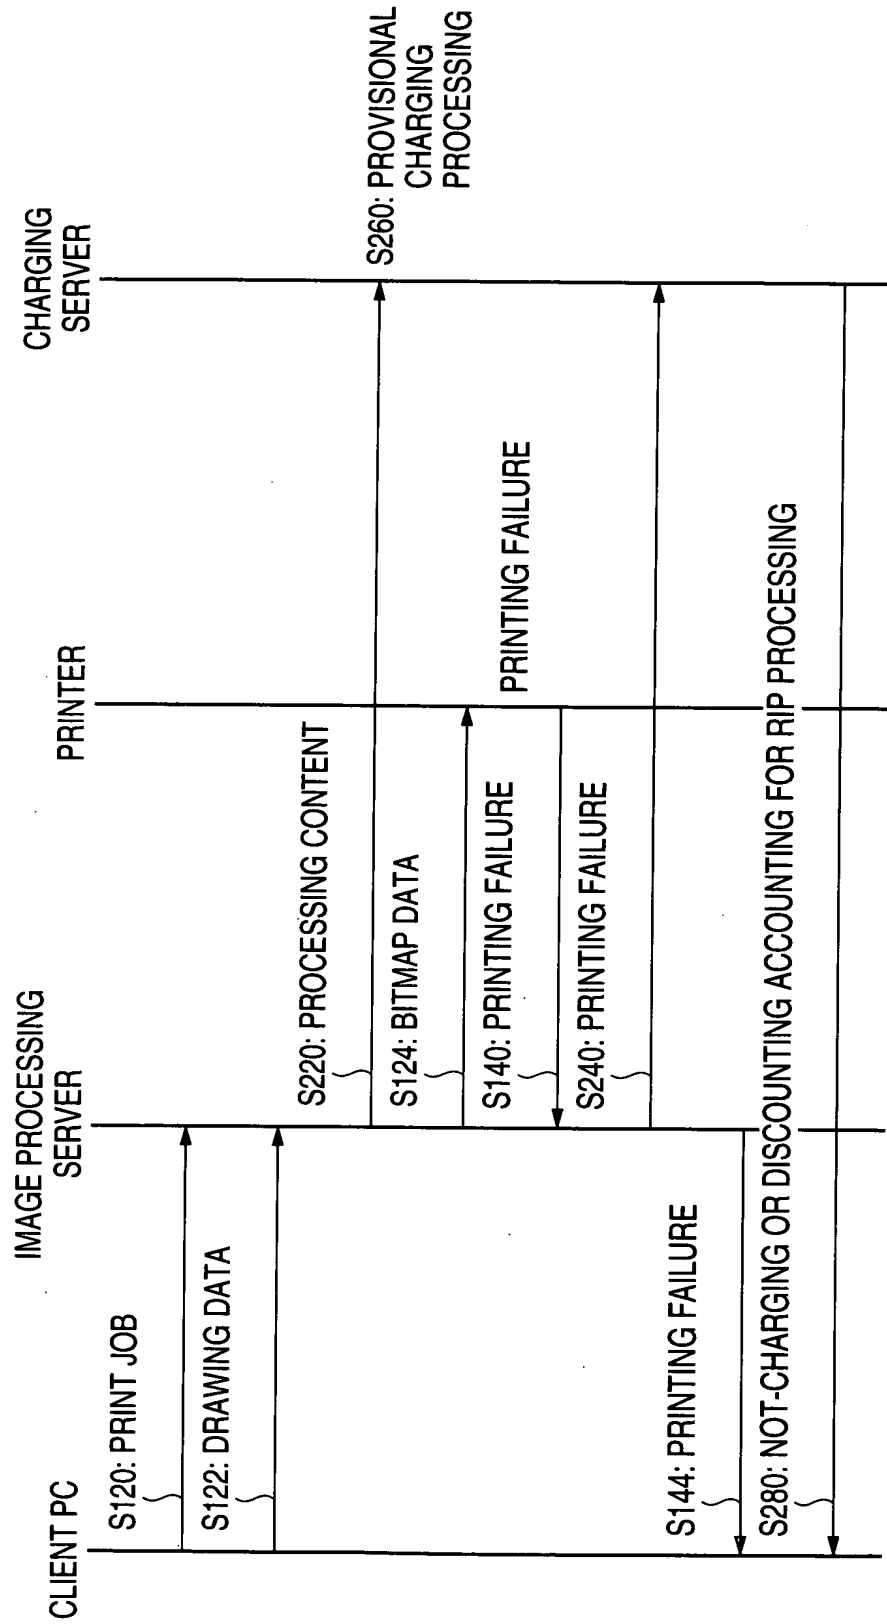 CLIENT PC
IMAGE PROCESSING
SERVER
PRINTER
CHARGING
SERVER
S120: PRINT JOB
S122: DRAWING DATA
S220: PROCESSING CONTENT
S260: PROVISIONAL
CHARGING
PROCESSING
S124: BITMAP DATA
S140: PRINTING FAILURE
PRINTING FAILURE
S240: PRINTING FAILURE
S144: PRINTING FAILURE
S280: NOT-CHARGING OR DISCOUNTING ACCOUNTING FOR RIP PROCESSING